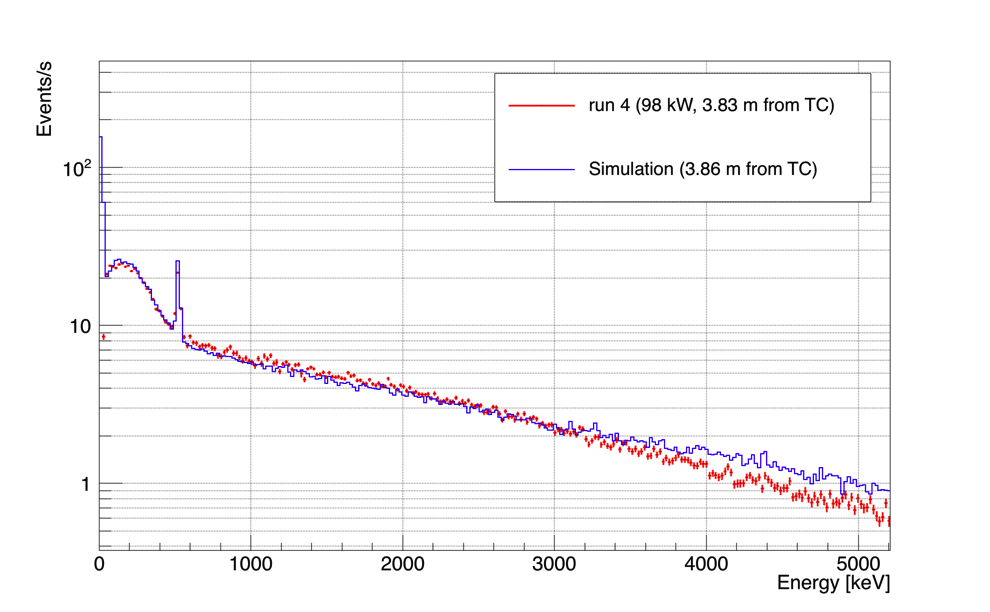 Events/s
run 4 (98 kW, 3.83 m from TC)
Simulation (3.86 m from TC)
10²
10
1
0 1000 2000 3000 4000 5000
Energy [keV]